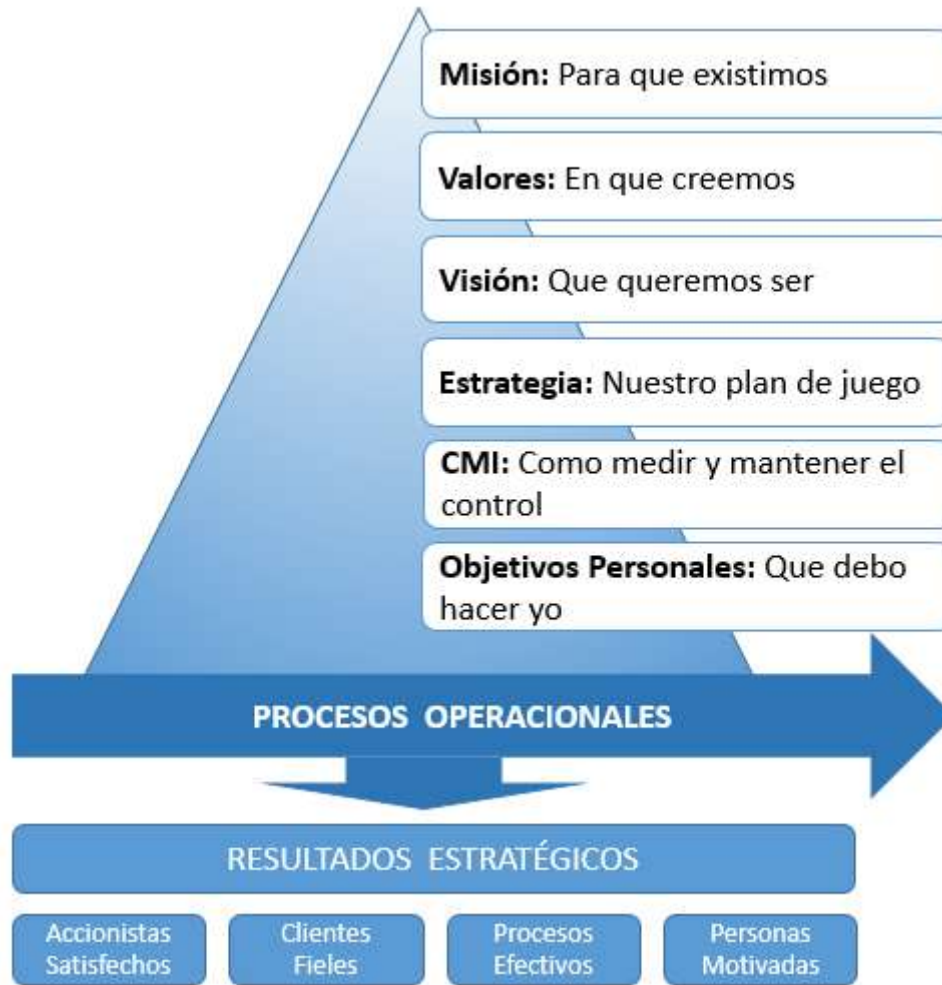 Misión: Para que existimos
Valores: En que creemos
Visión: Que queremos ser
Estrategia: Nuestro plan de juego
CMI: Como medir y mantener el
control
Objetivos Personales: Que debo
hacer yo
PROCESOS OPERACIONALES
RESULTADOS ESTRATÉGICOS
Accionistas
Satisfechos
Clientes
Fieles
Procesos
Efectivos
Personas
Motivadas